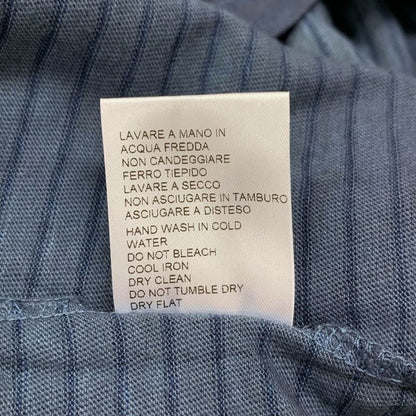 LAVARE A MANO IN
ACQUA FREDDA
NON CANDEGGIARE
FERRO TIEPIDO
LAVARE A SECCO
NON ASCIUGARE IN TAMBURO
ASCIUGARE A DISTESO
HAND WASH IN COLD
WATER
DO NOT BLEACH
COOL IRON
DRY CLEAN
DO NOT TUMBLE DRY
DRY FLAT